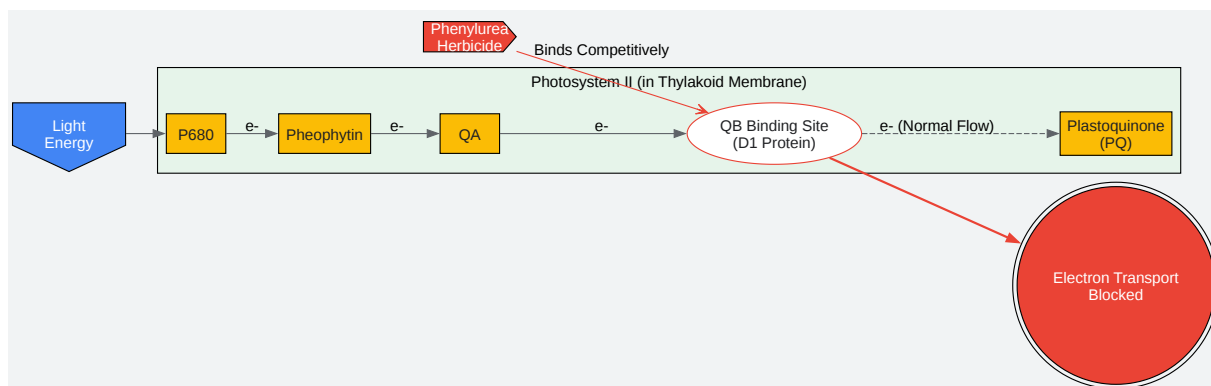 Phenylurea
Herbicide
Binds Competitively
Photosystem II (in Thylakoid Membrane)
Light
Energy
P680
e-
Pheophytin
e-
QA
e-
QB Binding Site
(D1 Protein)
e- (Normal Flow)
Plastoquinone
(PQ)
Electron Transport
Blocked